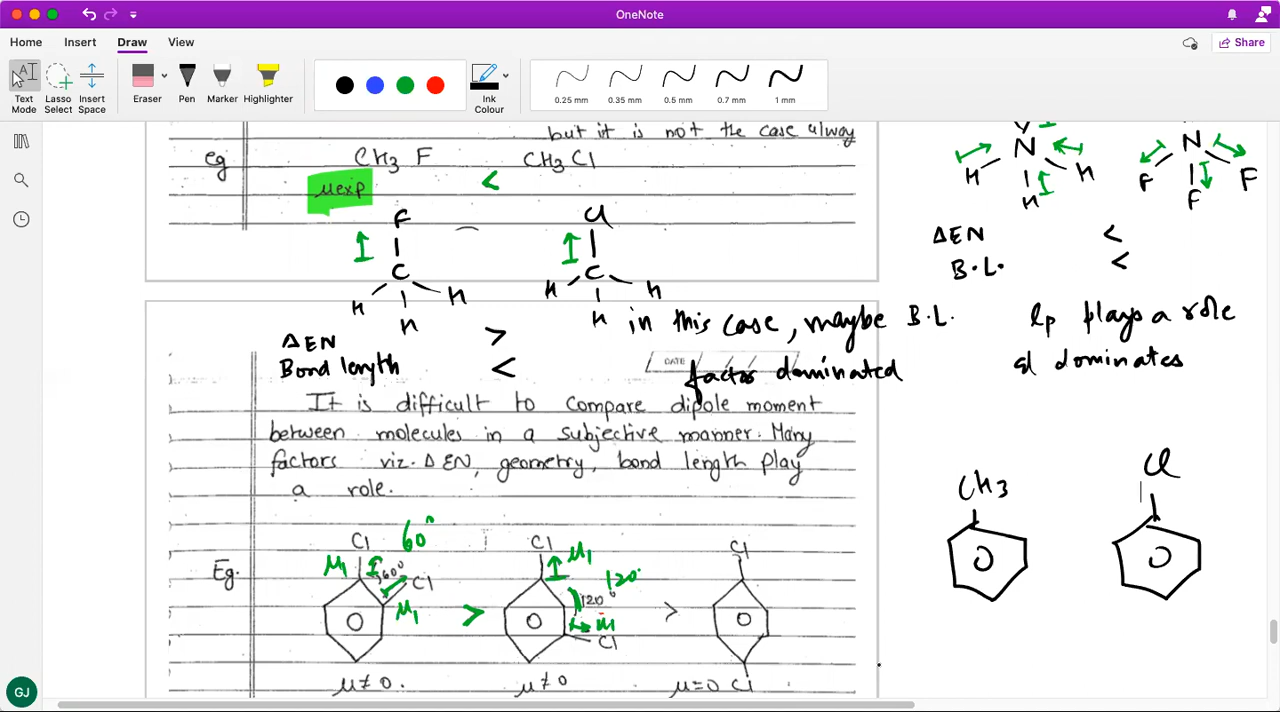 OneNote
Home Insert Draw View
Share
Text Mode
Lasso Select
Insert Space
Eraser
Pen
Marker
Highlighter
Ink Colour
0.25 mm 0.35 mm 0.5 mm 0.7 mm 1 mm
but it is not the case alway
eg CH3 F CH3 Cl
μexp <
F Cl
C C
H H H H
H H
ΔEN >
Bond length <
in this case, maybe B.L.
factor dominated
N N
H H F F
H F
ΔEN <
B.L. <
lp plays a role
dominates
DATE
It is difficult to compare dipole moment
between molecules in a subjective manner. Many
factors viz. ΔEN, geometry, bond length play
a role.
Eg.
Cl 60° Cl μ1 Cl
μ1 60° Cl 120°
μ1 120°
> Cl >
μ≠0. μ≠0 μ=0 Cl
CH3 Cl
GJ